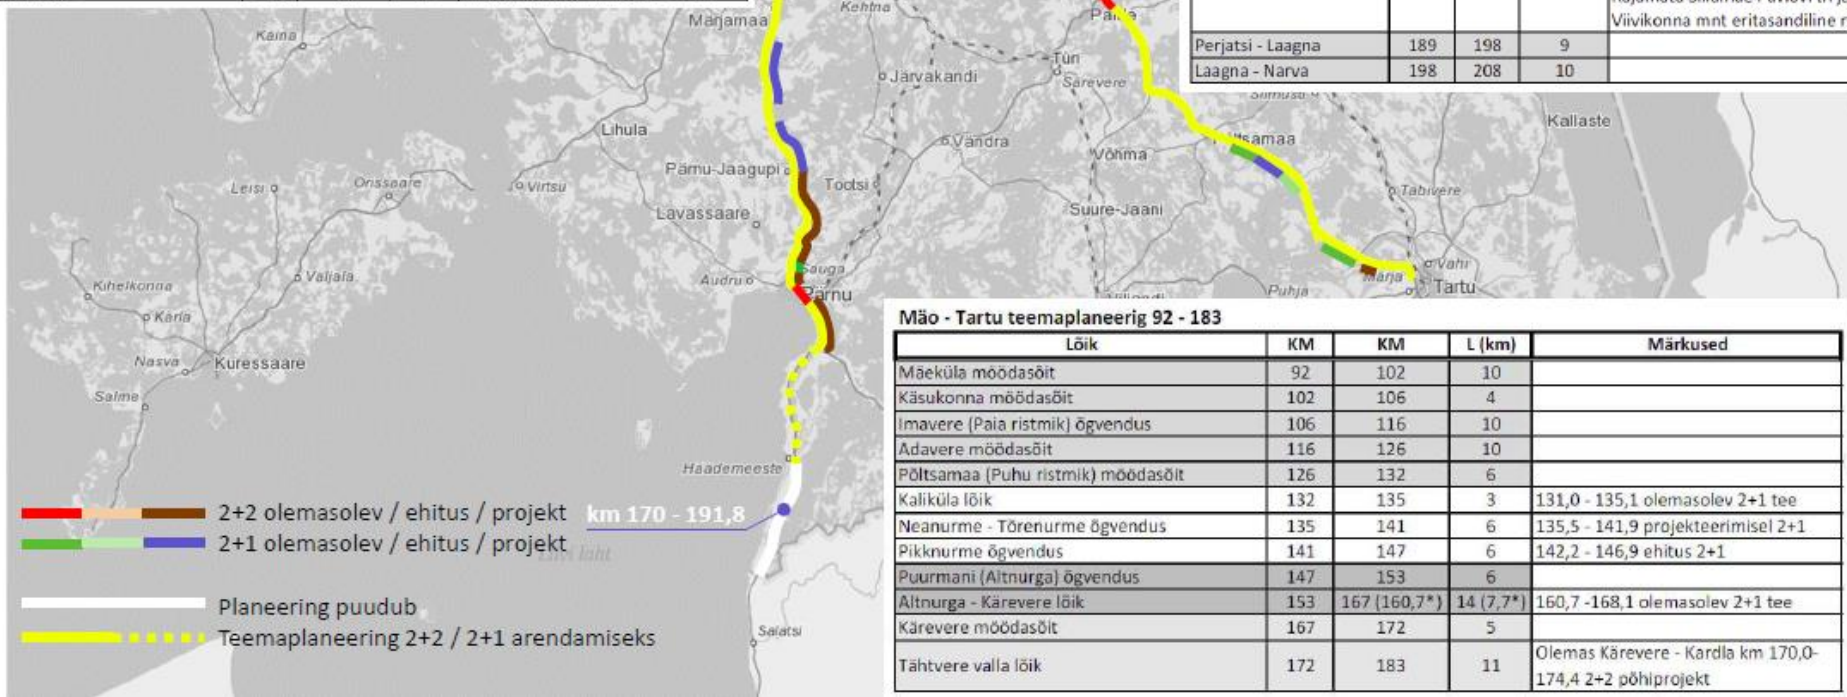 Viivikonna mnt eritasandiline
Perjatsi - Laagna 189 198 9
Laagna - Narva 198 208 10
Kaina
Marjamaa
Kehtna
Järvakandi
Türi
Särevere
Lihula
Vändra
Võhma
Kallaste
Pärnu-Jaagupi
Tootsi
Leisi
Orissaare
Virtsu
Tabivere
Lavassaare
Suure-Jaani
Valjala
Audru
Sauga
Pärnu
Kihelkonna
Karla
Vahi
Marja
Puhja
Tartu
Nasva
Kuressaare
Salme
Haademeeste
km 170 - 191,8
Salatsi
2+2 olemasolev / ehitus / projekt
2+1 olemasolev / ehitus / projekt
Planeering puudub
Teemaplaneering 2+2 / 2+1 arendamiseks
Mäo - Tartu teemaplaneerig 92 - 183
Lõik KM KM L (km) Märkused
Mäeküla möödasõit 92 102 10
Käsukonna möödasõit 102 106 4
Imavere (Paia ristmik) õgvendus 106 116 10
Adavere möödasõit 116 126 10
Põltsamaa (Puhu ristmik) möödasõit 126 132 6
Kaliküla lõik 132 135 3 131,0 - 135,1 olemasolev 2+1 tee
Neanurme - Tõrenurme õgvendus 135 141 6 135,5 - 141,9 projekteerimisel 2+1
Pikknurme õgvendus 141 147 6 142,2 - 146,9 ehitus 2+1
Puurmani (Altnurga) õgvendus 147 153 6
Altnurga - Kärevere lõik 153 167 (160,7*) 14 (7,7*) 160,7 -168,1 olemasolev 2+1 tee
Kärevere möödasõit 167 172 5
Tähtvere valla lõik 172 183 11 Olemas Kärevere - Kardla km 170,0-
174,4 2+2 põhiprojekt